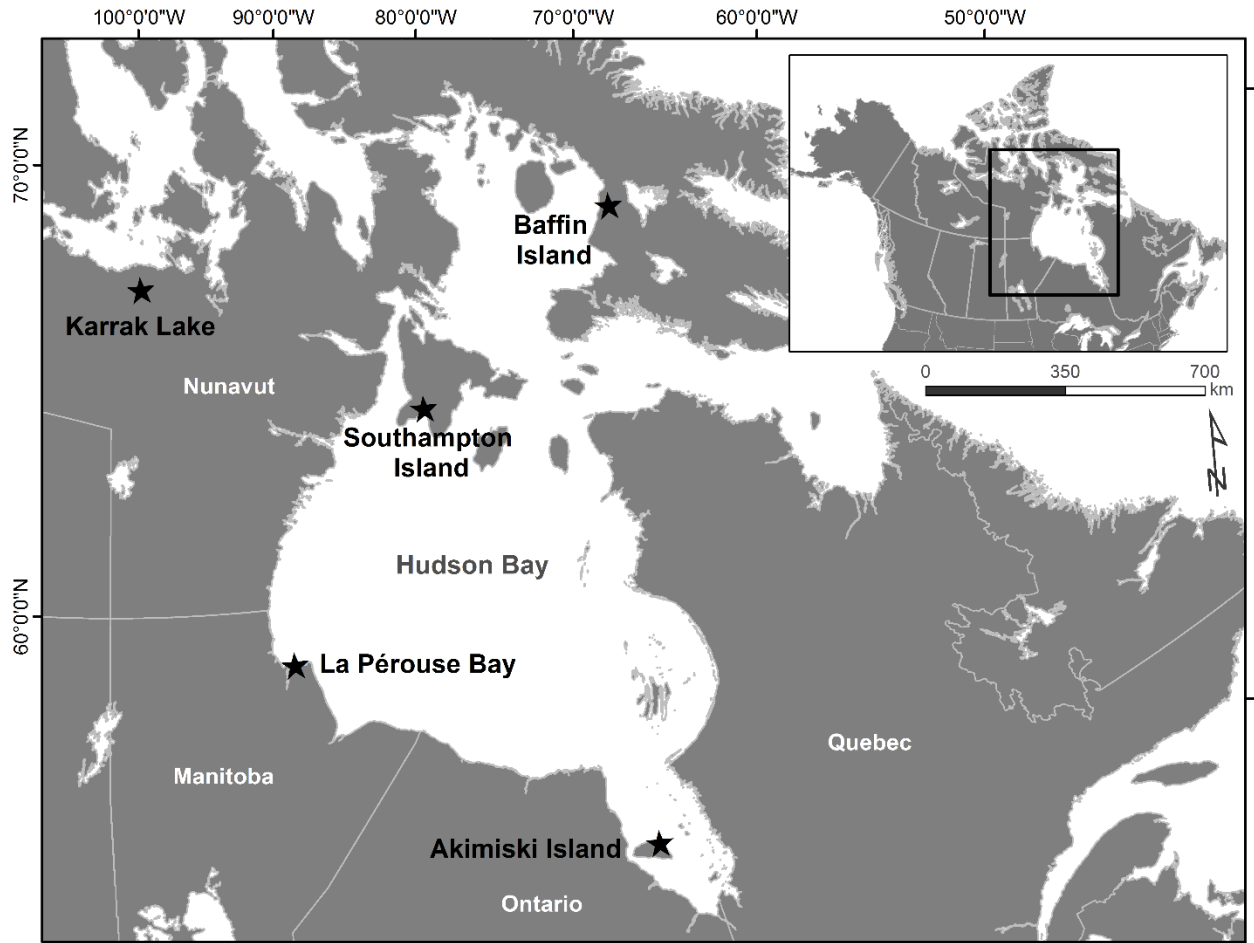 100°0'0"W 90°0'0"W 80°0'0"W 70°0'0"W 60°0'0"W 50°0'0"W
70°0'0"N
Baffin
Island
Karrak Lake
0 350 700
km
Nunavut
N
Southampton
Island
Hudson Bay
60°0'0"N
La Pérouse Bay
Quebec
Manitoba
Akimiski Island
Ontario